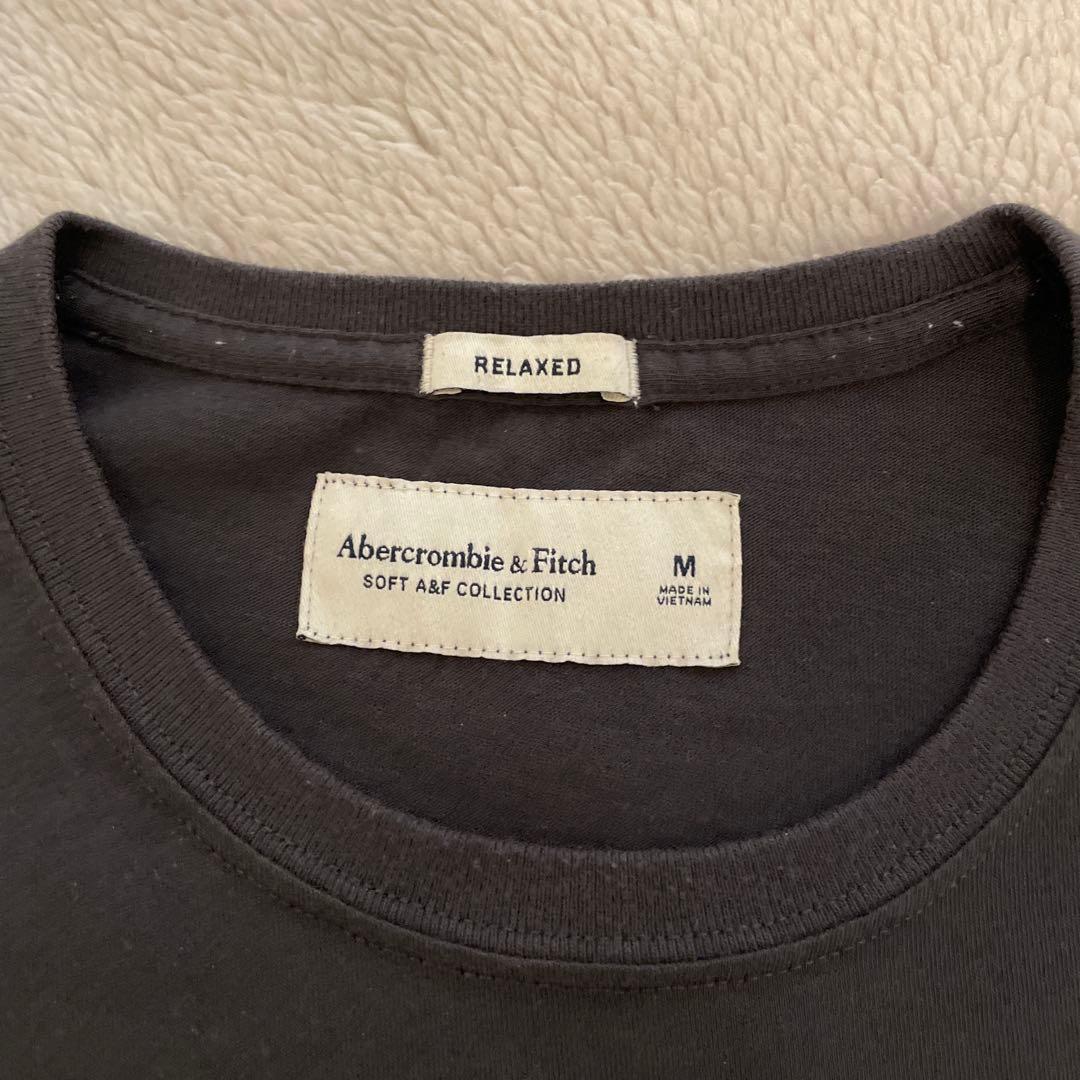 RELAXED
Abercrombie & Fitch
SOFT A&F COLLECTION
M
MADE IN
VIETNAM